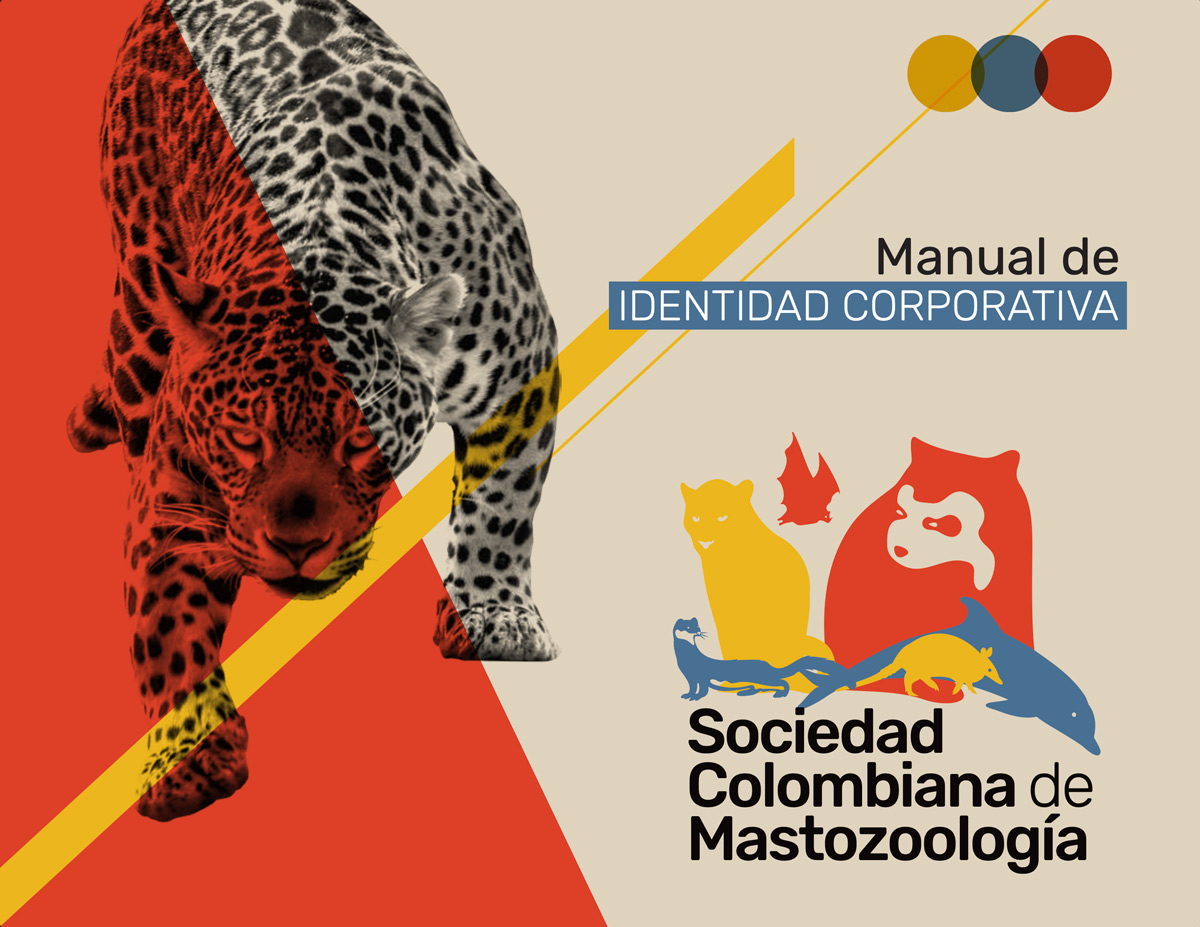 Manual de
IDENTIDAD CORPORATIVA
Sociedad
Colombiana de
Mastozoología